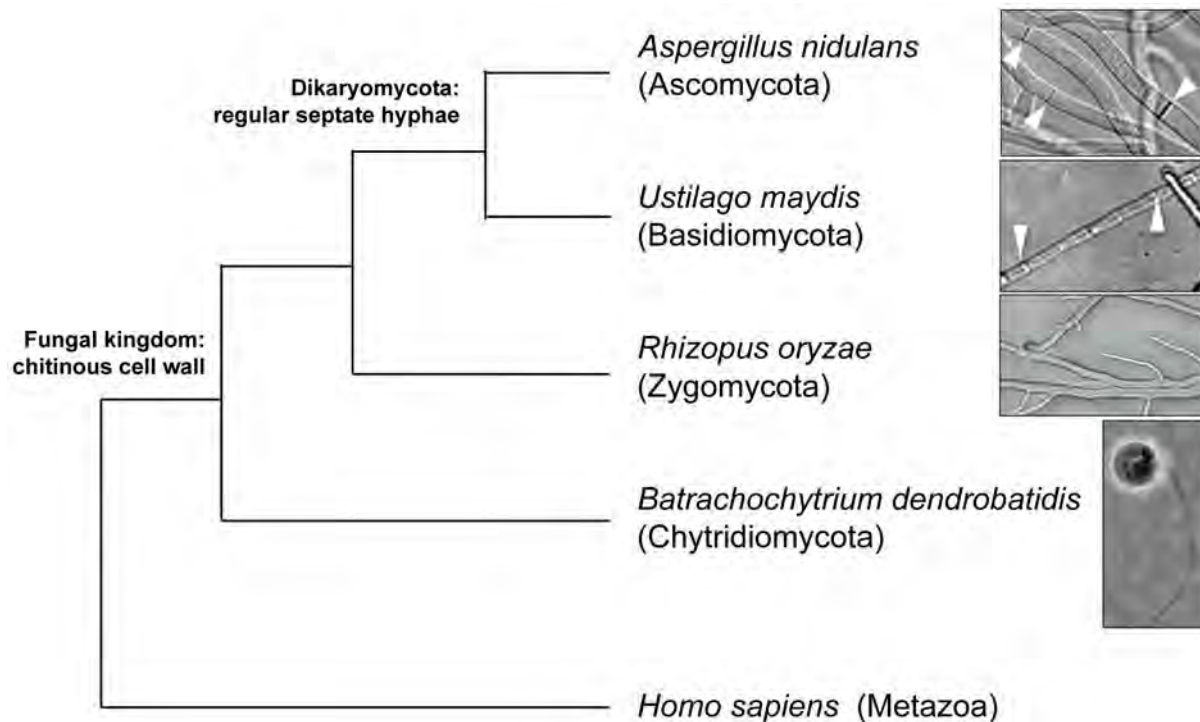 Aspergillus nidulans
(Ascomycota)
Dikaryomycota:
regular septate hyphae
Ustilago maydis
(Basidiomycota)
Fungal kingdom:
chitinous cell wall
Rhizopus oryzae
(Zygomycota)
Batrachochytrium dendrobatidis
(Chytridiomycota)
Homo sapiens (Metazoa)